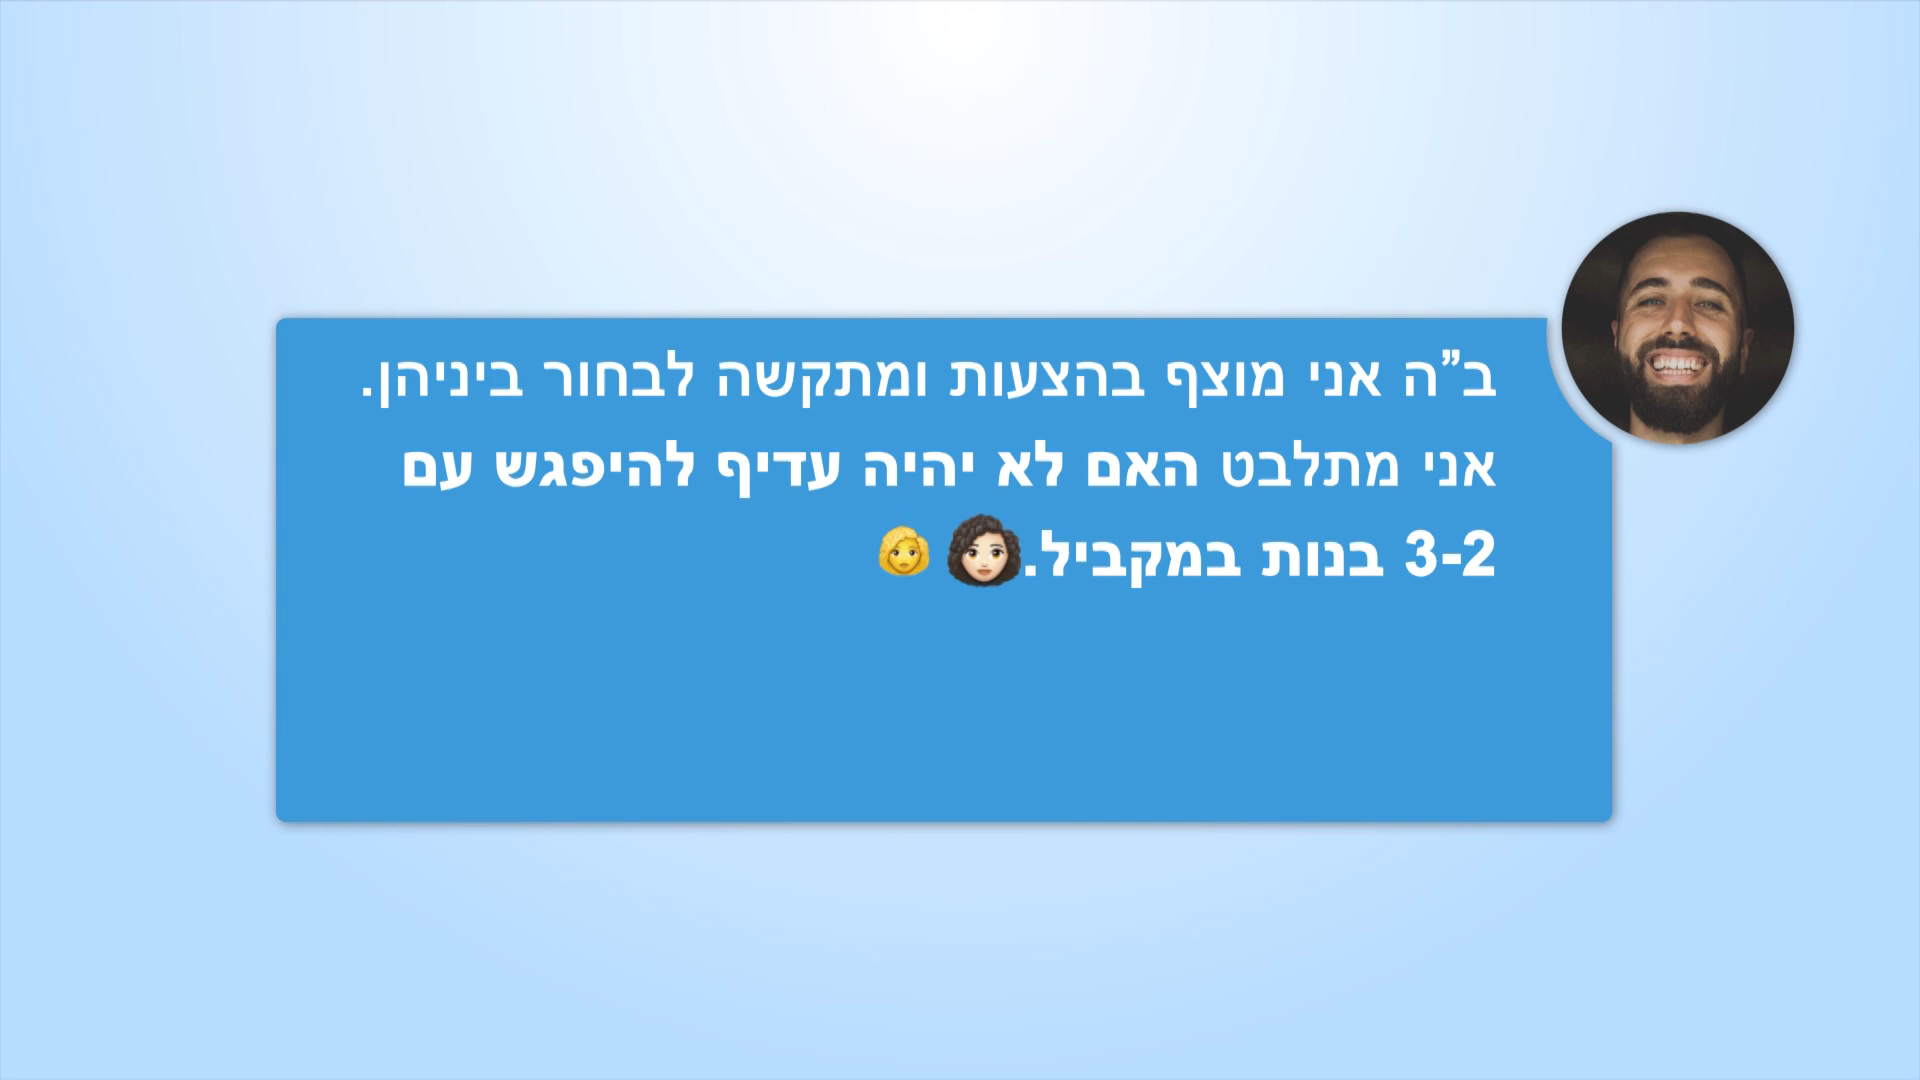 ב"ה אני מוצף בהצעות ומתקשה לבחור ביניהן.
אני מתלבט האם לא יהיה עדיף להיפגש עם
3-2 בנות במקביל.👩🏻‍🦱 👩‍🦱